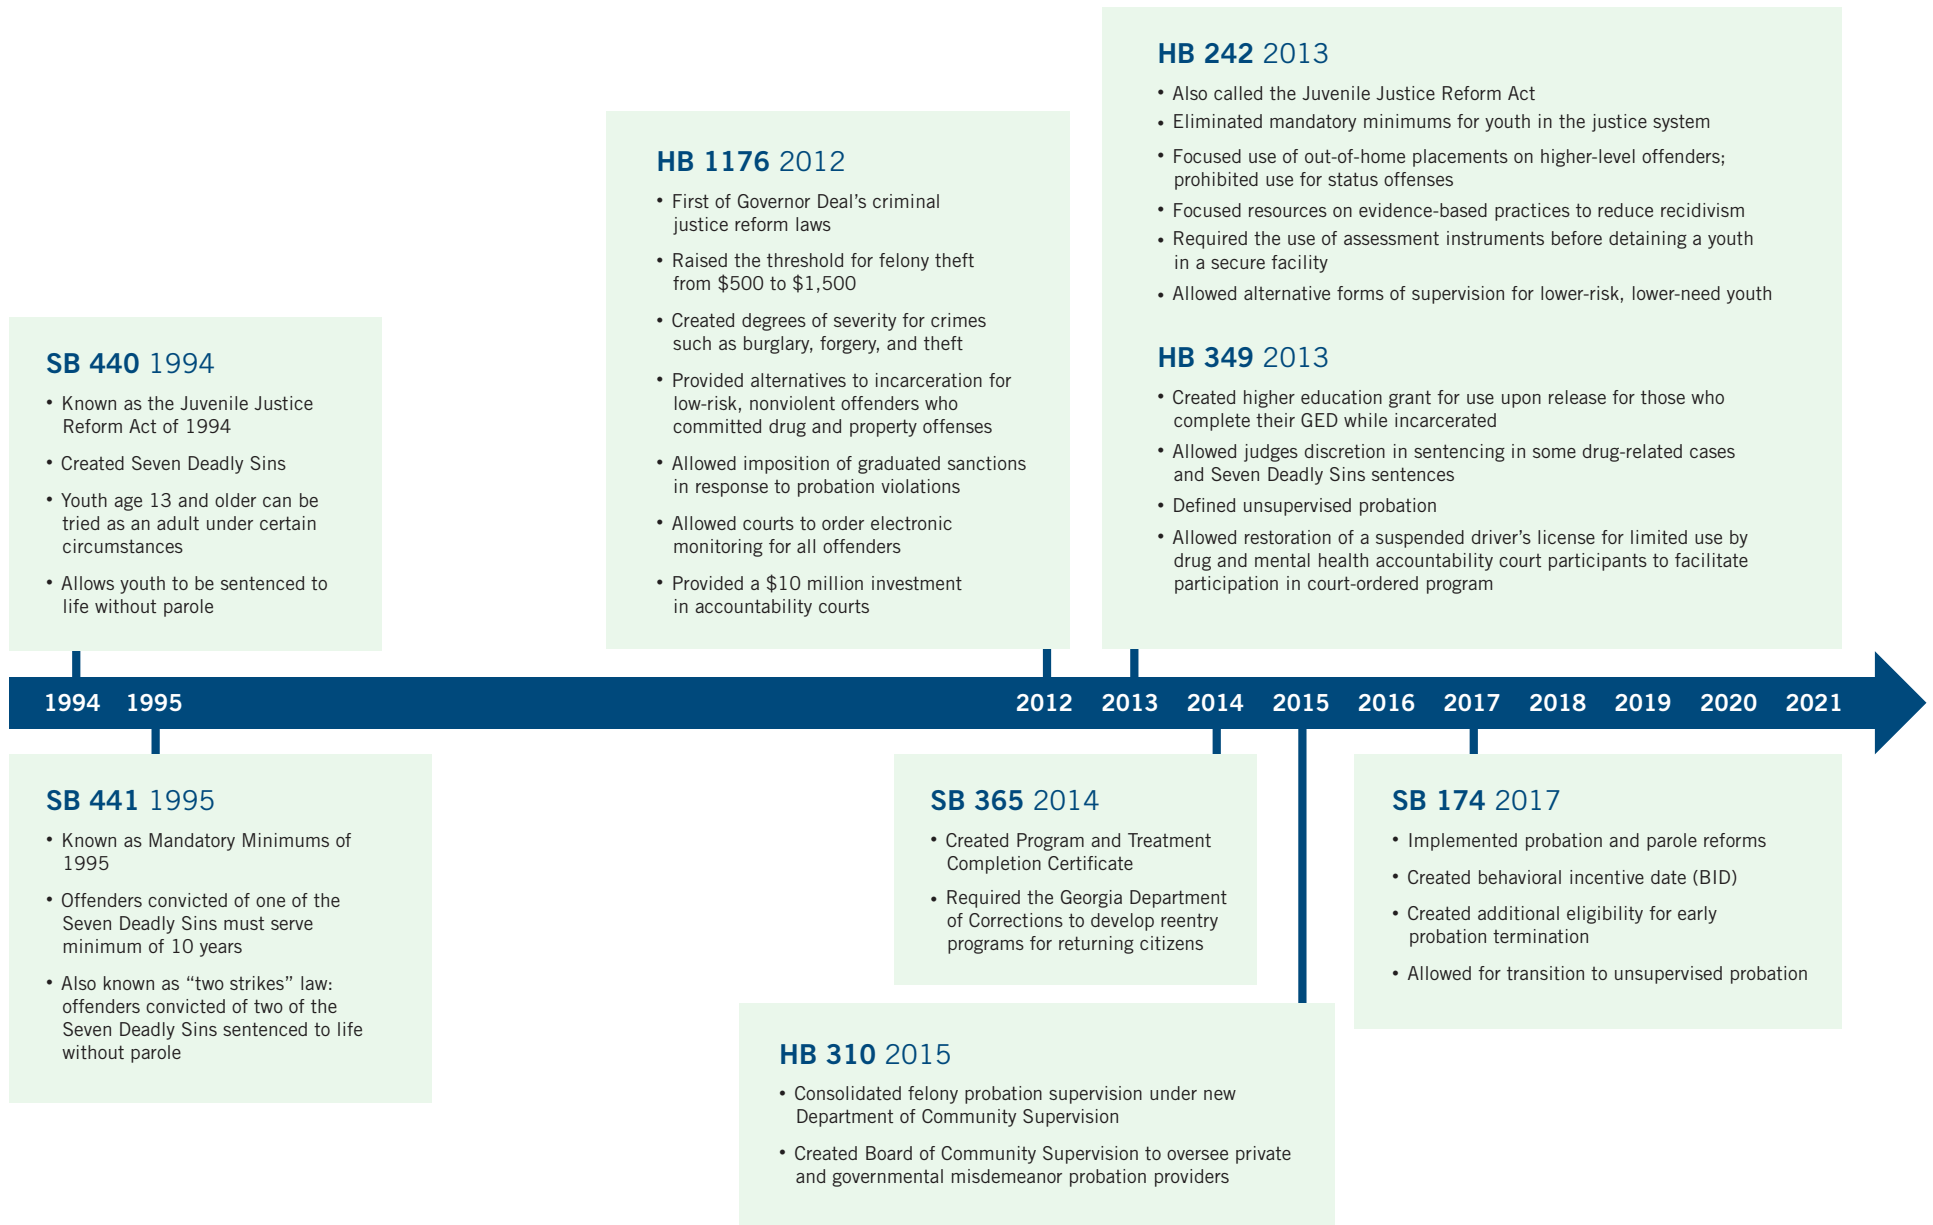 SB 440 1994
• Known as the Juvenile Justice
Reform Act of 1994
• Created Seven Deadly Sins
• Youth age 13 and older can be
tried as an adult under certain
circumstances
• Allows youth to be sentenced to
life without parole
HB 1176 2012
• First of Governor Deal’s criminal
justice reform laws
• Raised the threshold for felony theft
from $500 to $1,500
• Created degrees of severity for crimes
such as burglary, forgery, and theft
• Provided alternatives to incarceration for
low-risk, nonviolent offenders who
committed drug and property offenses
• Allowed imposition of graduated sanctions
in response to probation violations
• Allowed courts to order electronic
monitoring for all offenders
• Provided a $10 million investment
in accountability courts
HB 242 2013
• Also called the Juvenile Justice Reform Act
• Eliminated mandatory minimums for youth in the justice system
• Focused use of out-of-home placements on higher-level offenders;
prohibited use for status offenses
• Focused resources on evidence-based practices to reduce recidivism
• Required the use of assessment instruments before detaining a youth
in a secure facility
• Allowed alternative forms of supervision for lower-risk, lower-need youth
HB 349 2013
• Created higher education grant for use upon release for those who
complete their GED while incarcerated
• Allowed judges discretion in sentencing in some drug-related cases
and Seven Deadly Sins sentences
• Defined unsupervised probation
• Allowed restoration of a suspended driver’s license for limited use by
drug and mental health accountability court participants to facilitate
participation in court-ordered program
1994 1995 2012 2013 2014 2015 2016 2017 2018 2019 2020 2021
SB 441 1995
• Known as Mandatory Minimums of
1995
• Offenders convicted of one of the
Seven Deadly Sins must serve
minimum of 10 years
• Also known as “two strikes” law:
offenders convicted of two of the
Seven Deadly Sins sentenced to life
without parole
SB 365 2014
• Created Program and Treatment
Completion Certificate
• Required the Georgia Department
of Corrections to develop reentry
programs for returning citizens
HB 310 2015
• Consolidated felony probation supervision under new
Department of Community Supervision
• Created Board of Community Supervision to oversee private
and governmental misdemeanor probation providers
SB 174 2017
• Implemented probation and parole reforms
• Created behavioral incentive date (BID)
• Created additional eligibility for early
probation termination
• Allowed for transition to unsupervised probation